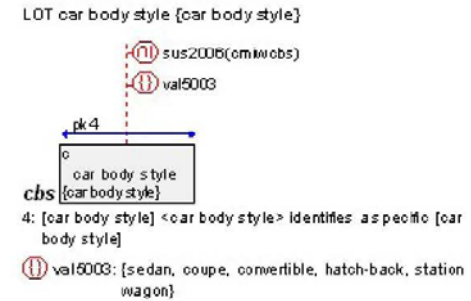 LOT car body style {car body style}
sus2006(cmiwcbs)
{} val5003
pk4
c
car body style
cbs {car body style}
4: [car body style] <car body style> identifies a specific [car
body style]
{} val5003: {sedan, coupe, convertible, hatch-back, station
wagon}